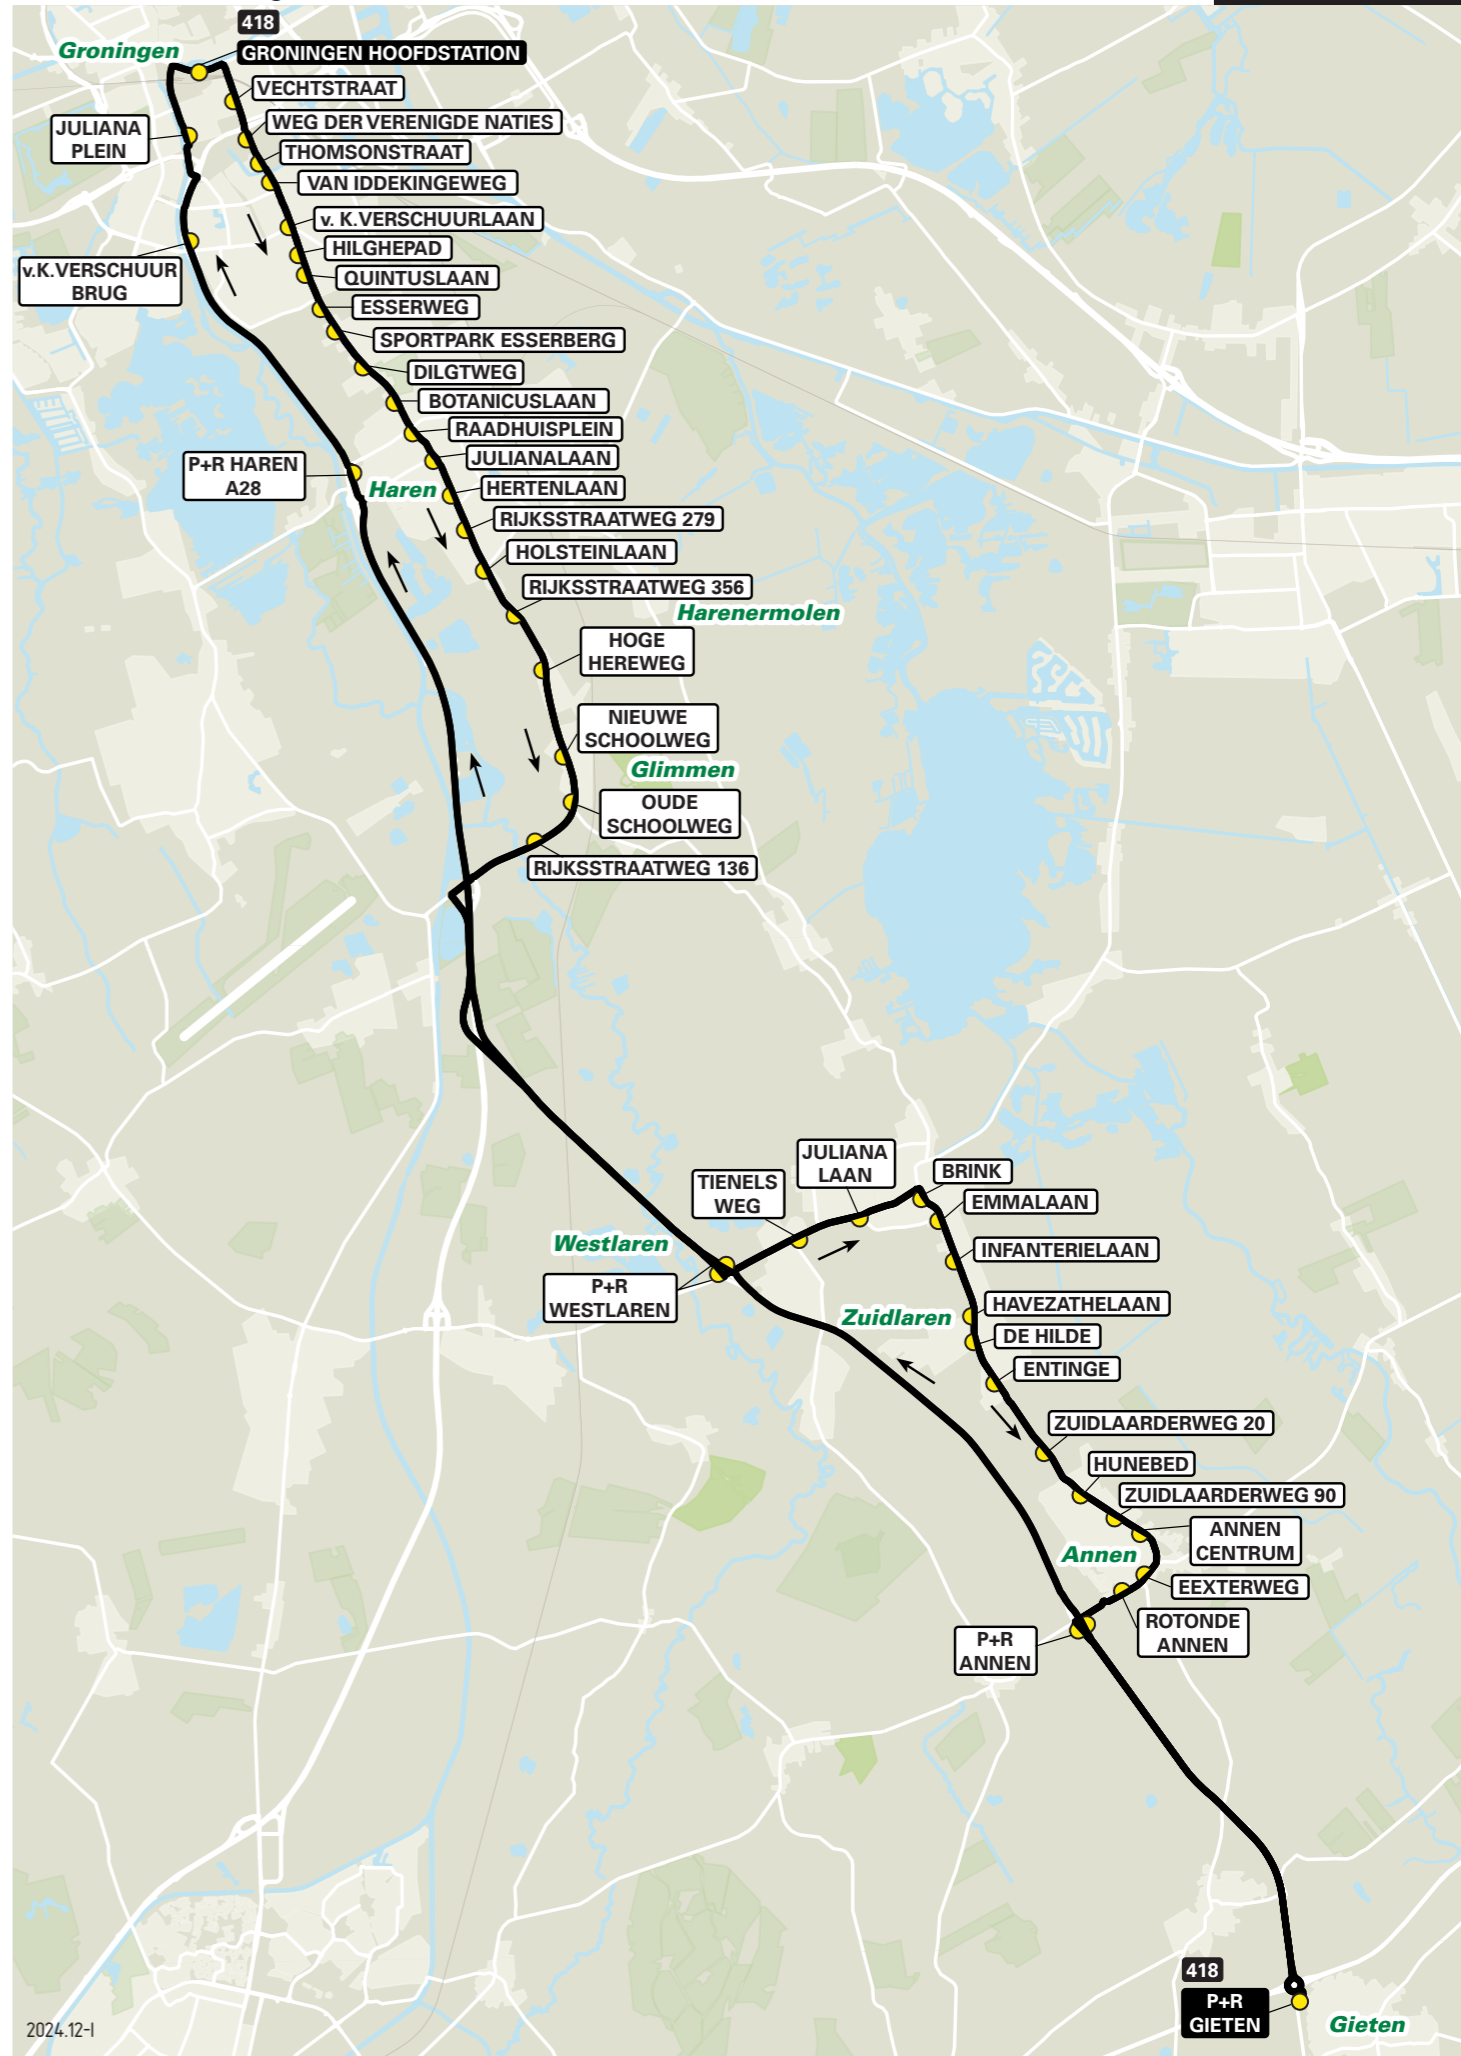 418
Groningen
GRONINGEN HOOFDSTATION
VECHTSTRAAT
WEG DER VERENIGDE NATIES
JULIANA
PLEIN
THOMSONSTRAAT
VAN IDDEKINGEWEG
v. K.VERSCHUURLAAN
HILGHEPAD
v.K.VERSCHUUR
BRUG
QUINTUSLAAN
ESSERWEG
SPORTPARK ESSERBERG
DILGTWEG
BOTANICUSLAAN
RAADHUISPLEIN
JULIANALAAN
P+R HAREN
A28
Haren
HERTENLAAN
RIJKSSTRAATWEG 279
HOLSTEINLAAN
RIJKSSTRAATWEG 356
Harenermolen
HOGE
HEREWEG
NIEUWE
SCHOOLWEG
Glimmen
OUDE
SCHOOLWEG
RIJKSSTRAATWEG 136
JULIANA
LAAN
BRINK
TIENELS
WEG
EMMALAAN
Westlaren
INFANTERIELAAN
P+R
WESTLAREN
HAVEZATHELAAN
Zuidlaren
DE HILDE
ENTINGE
ZUIDLAARDERWEG 20
HUNEBED
ZUIDLAARDERWEG 90
ANNEN
CENTRUM
Annen
EEXTERWEG
ROTONDE
ANNEN
P+R
ANNEN
418
P+R
GIETEN
Gieten
2024.12-I